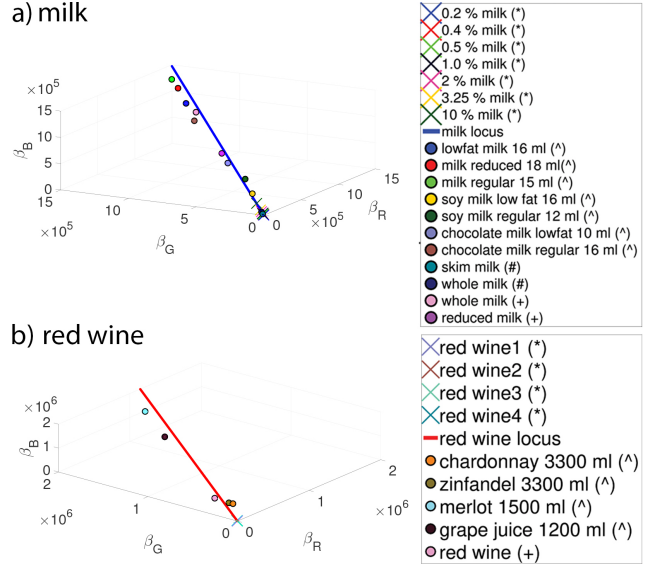 a) milk
×10⁵
15
10
5
0
β_B
15
10
5
0
×10⁵
β_G
0
5
10
15
×10⁵
β_R
0.2 % milk (*)
0.4 % milk (*)
0.5 % milk (*)
1.0 % milk (*)
2 % milk (*)
3.25 % milk (*)
10 % milk (*)
milk locus
lowfat milk 16 ml (^)
milk reduced 18 ml(^)
milk regular 15 ml(^)
soy milk low fat 16 ml (^)
soy milk regular 12 ml (^)
chocolate milk lowfat 10 ml (^)
chocolate milk regular 16 ml (^)
skim milk (#)
whole milk (#)
whole milk (+)
reduced milk (+)
b) red wine
×10⁶
2
1
0
β_B
2
1
0
×10⁶
β_G
0
1
2
×10⁶
β_R
red wine1 (*)
red wine2 (*)
red wine3 (*)
red wine4 (*)
red wine locus
chardonnay 3300 ml (^)
zinfandel 3300 ml (^)
merlot 1500 ml (^)
grape juice 1200 ml (^)
red wine (+)